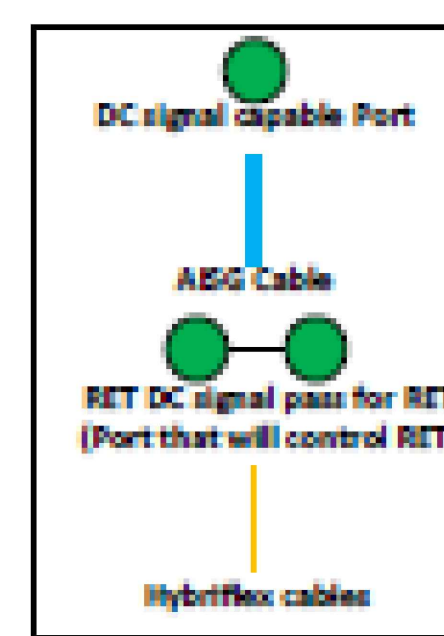 DC signal capable Port
AISG Cable
RET DC signal pass for RET
(Port that will control RET
Hybriflex cables